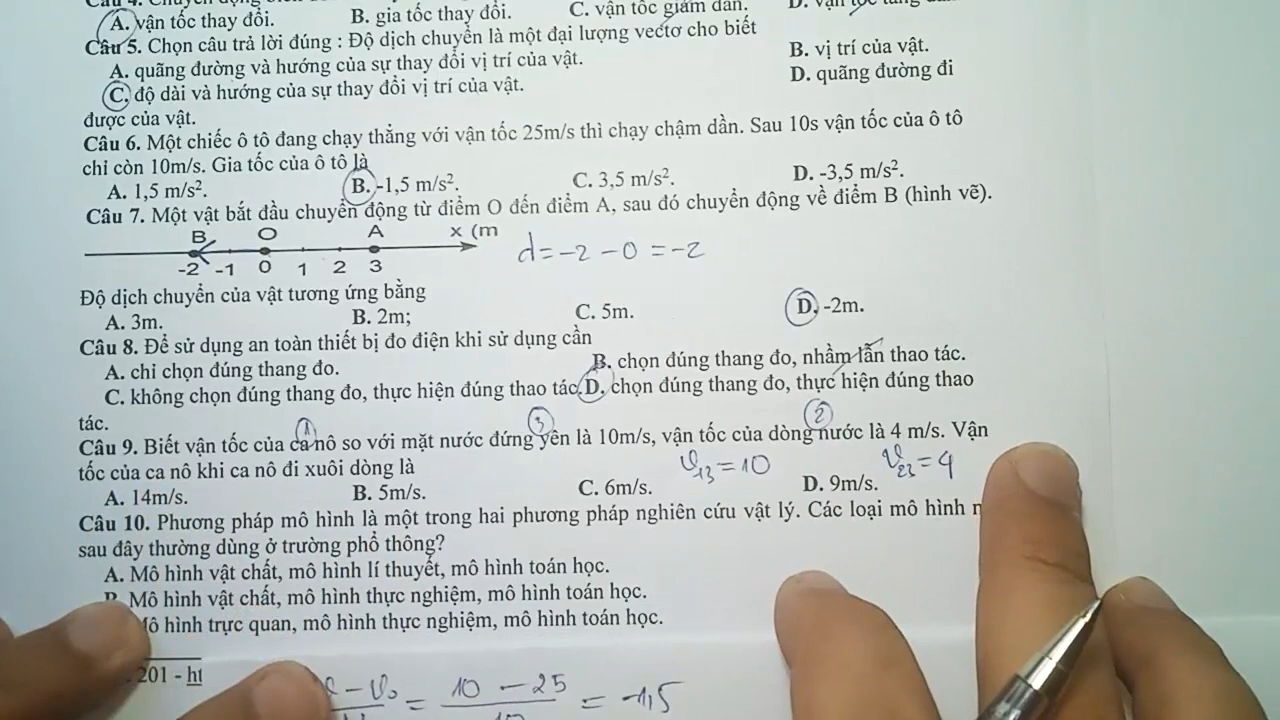 A. vận tốc thay đổi. B. gia tốc thay đổi. C. vận tốc giảm dần.
Câu 5. Chọn câu trả lời đúng : Độ dịch chuyển là một đại lượng vectơ cho biết
A. quãng đường và hướng của sự thay đổi vị trí của vật. B. vị trí của vật.
C. độ dài và hướng của sự thay đổi vị trí của vật. D. quãng đường đi
được của vật.
Câu 6. Một chiếc ô tô đang chạy thẳng với vận tốc 25m/s thì chạy chậm dần. Sau 10s vận tốc của ô tô
chỉ còn 10m/s. Gia tốc của ô tô là
A. 1,5 m/s². B. -1,5 m/s². C. 3,5 m/s². D. -3,5 m/s².
Câu 7. Một vật bắt đầu chuyển động từ điểm O đến điểm A, sau đó chuyển động về điểm B (hình vẽ).
B O A x (m
d = -2 - 0 = -2
-2 -1 0 1 2 3
Độ dịch chuyển của vật tương ứng bằng
A. 3m. B. 2m; C. 5m. D. -2m.
Câu 8. Để sử dụng an toàn thiết bị đo điện khi sử dụng cần
A. chỉ chọn đúng thang đo. B. chọn đúng thang đo, nhầm lẫn thao tác.
C. không chọn đúng thang đo, thực hiện đúng thao tác. D. chọn đúng thang đo, thực hiện đúng thao
tác.
1 3 2
Câu 9. Biết vận tốc của ca nô so với mặt nước đứng yên là 10m/s, vận tốc của dòng nước là 4 m/s. Vận
tốc của ca nô khi ca nô đi xuôi dòng là
v₁₃ = 10 v₂₃ = 4
A. 14m/s. B. 5m/s. C. 6m/s. D. 9m/s.
Câu 10. Phương pháp mô hình là một trong hai phương pháp nghiên cứu vật lý. Các loại mô hình
sau đây thường dùng ở trường phổ thông?
A. Mô hình vật chất, mô hình lí thuyết, mô hình toán học.
B. Mô hình vật chất, mô hình thực nghiệm, mô hình toán học.
Mô hình trực quan, mô hình thực nghiệm, mô hình toán học.
201 - ht
- v₀ = 10 - 25 = -1,5